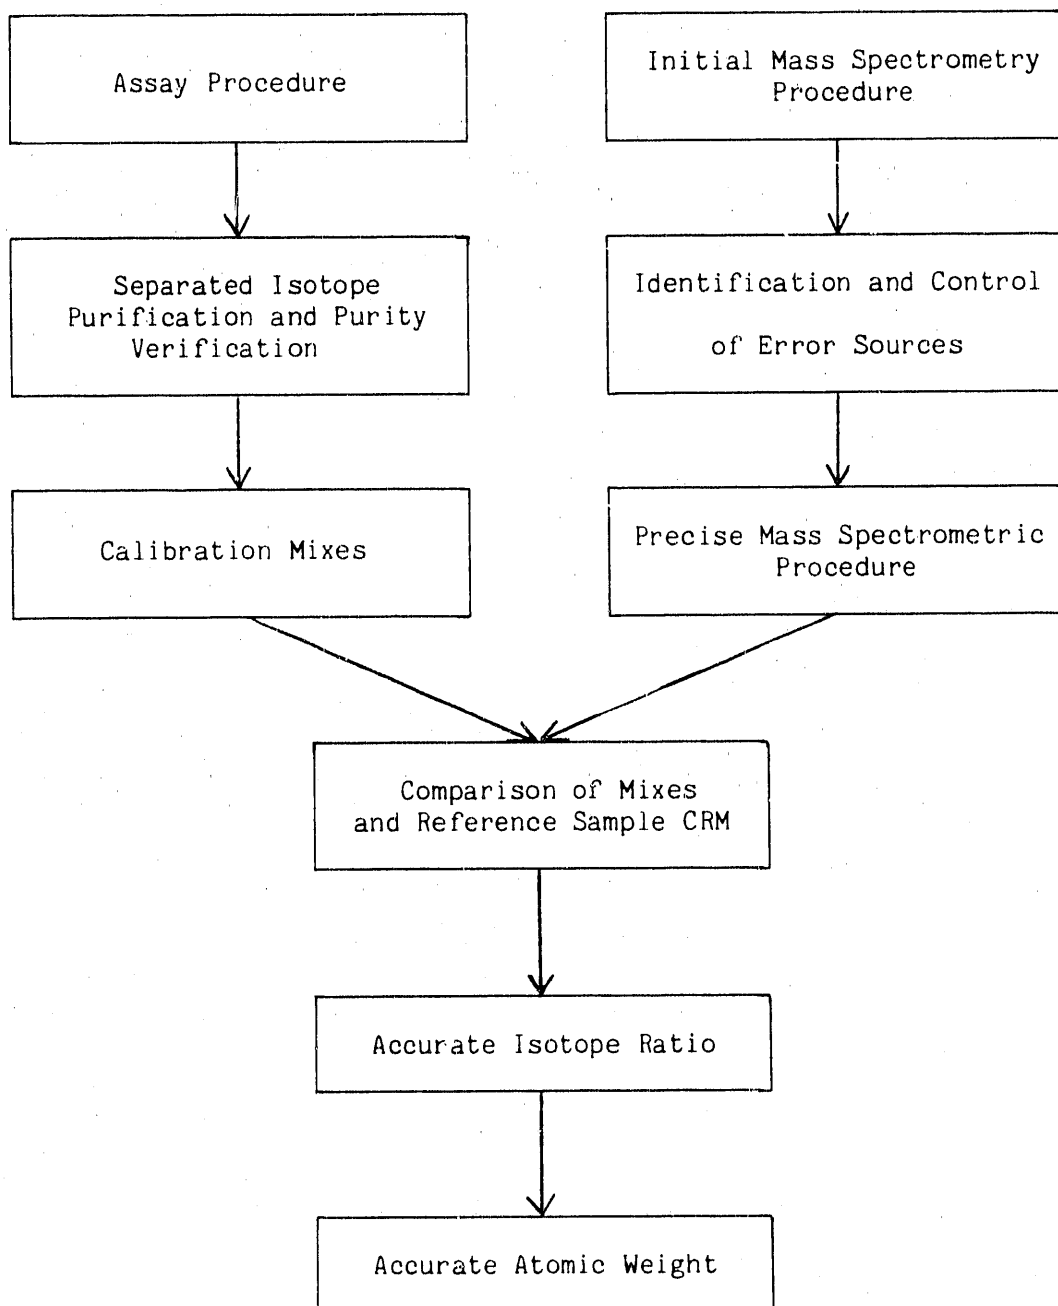 Assay Procedure
Initial Mass Spectrometry
Procedure
Separated Isotope
Purification and Purity
Verification
Identification and Control
of Error Sources
Calibration Mixes
Precise Mass Spectrometric
Procedure
Comparison of Mixes
and Reference Sample CRM
Accurate Isotope Ratio
Accurate Atomic Weight